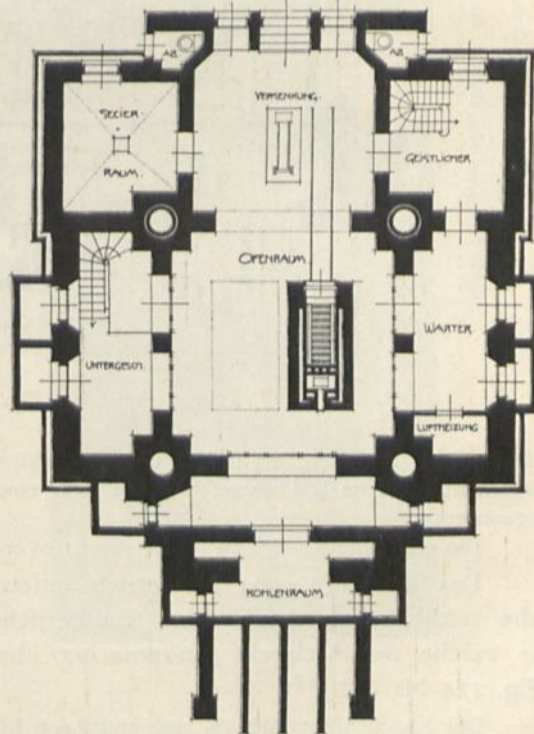 AB.
AB.
SECIER-
RAUM.
VERSENKUNG.
GEISTLICHER.
OFENRAUM.
UNTERGESCH.
WÄRTER.
LUFTHEIZUNG
KOHLENRAUM